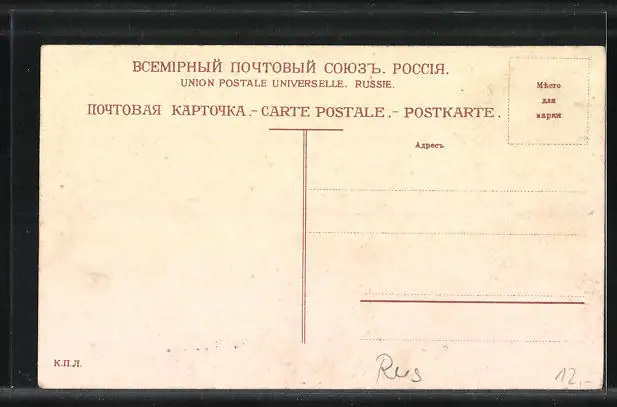 ВСЕМІРНЫЙ ПОЧТОВЫЙ СОЮЗЪ. РОССІЯ.
UNION POSTALE UNIVERSELLE. RUSSIE.
ПОЧТОВАЯ КАРТОЧКА.-CARTE POSTALE.-POSTKARTE.
Мѣсто
для
марки
Адресъ
К.П.Л.
Rus
12,-